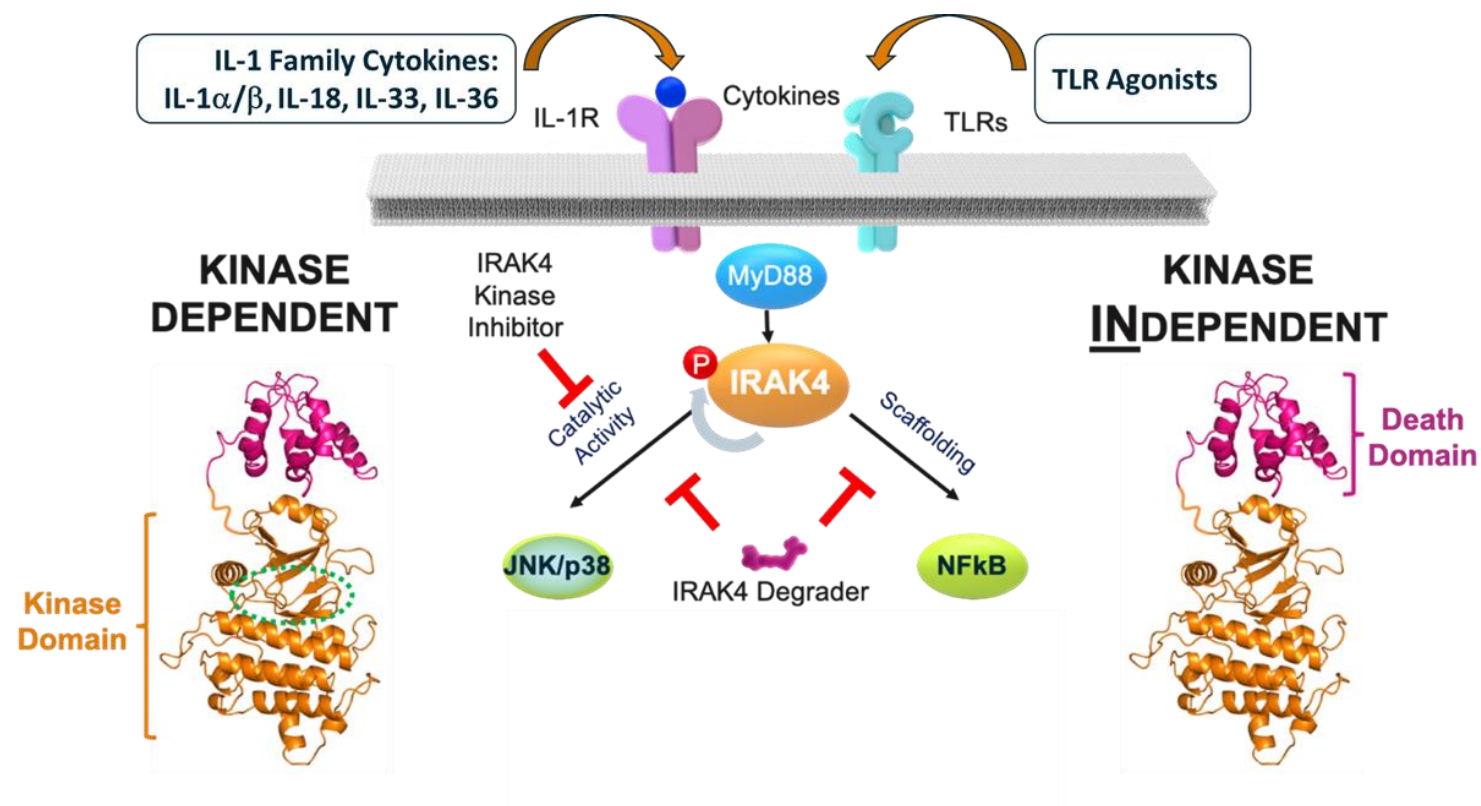 IL-1 Family Cytokines:
IL-1α/β, IL-18, IL-33, IL-36
TLR Agonists
IL-1R
Cytokines
TLRs
KINASE
DEPENDENT
IRAK4
Kinase
Inhibitor
MyD88
KINASE
INDEPENDENT
P
IRAK4
Catalytic
Activity
Scaffolding
Death
Domain
JNK/p38
NFkB
IRAK4 Degrader
Kinase
Domain